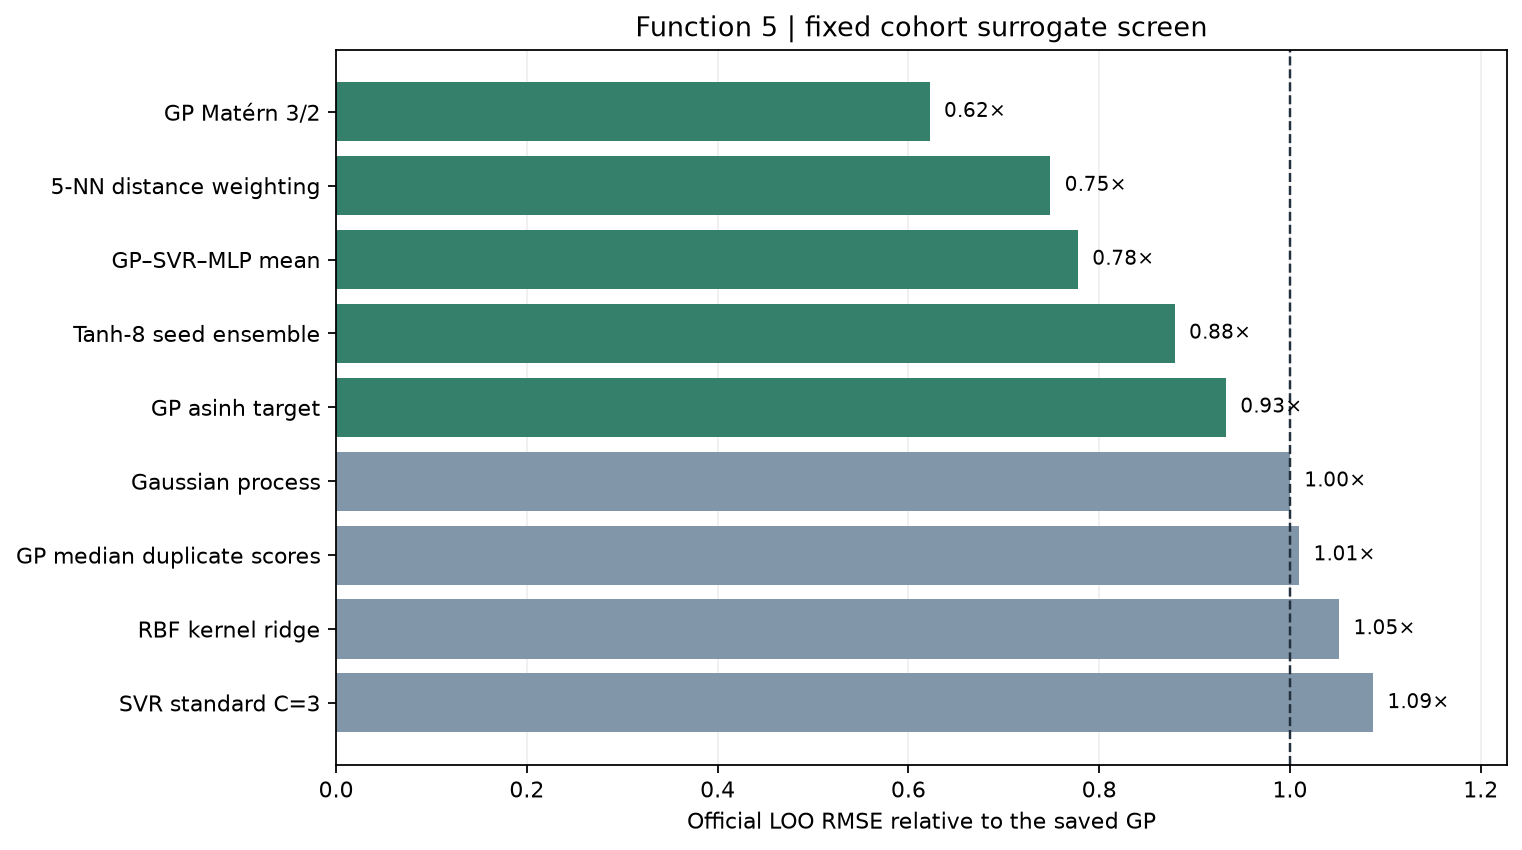 Function 5 | fixed cohort surrogate screen
GP Matérn 3/2
0.62×
5-NN distance weighting
0.75×
GP–SVR–MLP mean
0.78×
Tanh-8 seed ensemble
0.88×
GP asinh target
0.93×
Gaussian process
1.00×
GP median duplicate scores
1.01×
RBF kernel ridge
1.05×
SVR standard C=3
1.09×
0.0 0.2 0.4 0.6 0.8 1.0 1.2
Official LOO RMSE relative to the saved GP